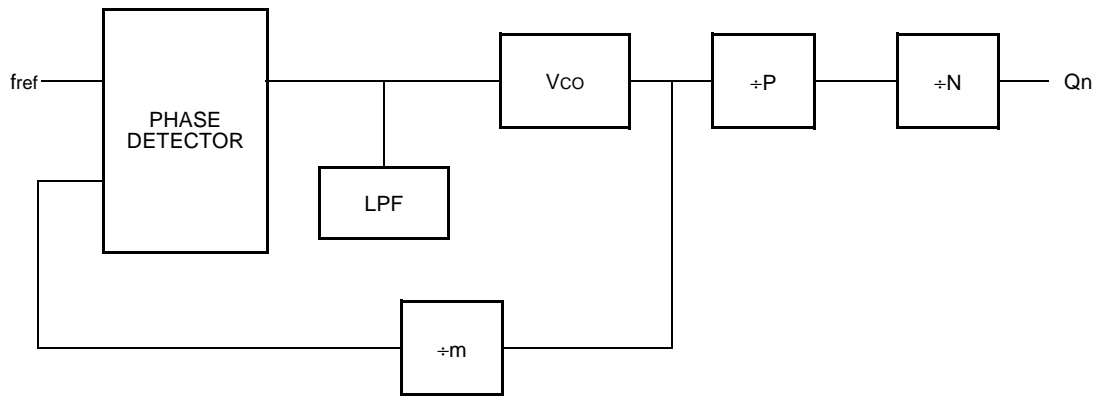 fref
PHASE
DETECTOR
VCO
÷P
÷N
Qn
LPF
÷m